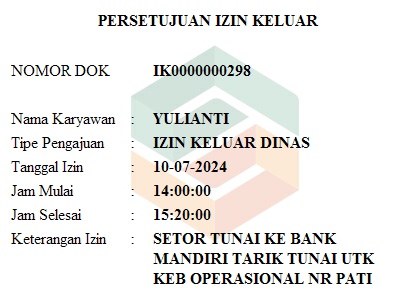 PERSETUJUAN IZIN KELUAR
NOMOR DOK IK0000000298
Nama Karyawan : YULIANTI
Tipe Pengajuan : IZIN KELUAR DINAS
Tanggal Izin : 10-07-2024
Jam Mulai : 14:00:00
Jam Selesai : 15:20:00
Keterangan Izin : SETOR TUNAI KE BANK
MANDIRI TARIK TUNAI UTK
KEB OPERASIONAL NR PATI